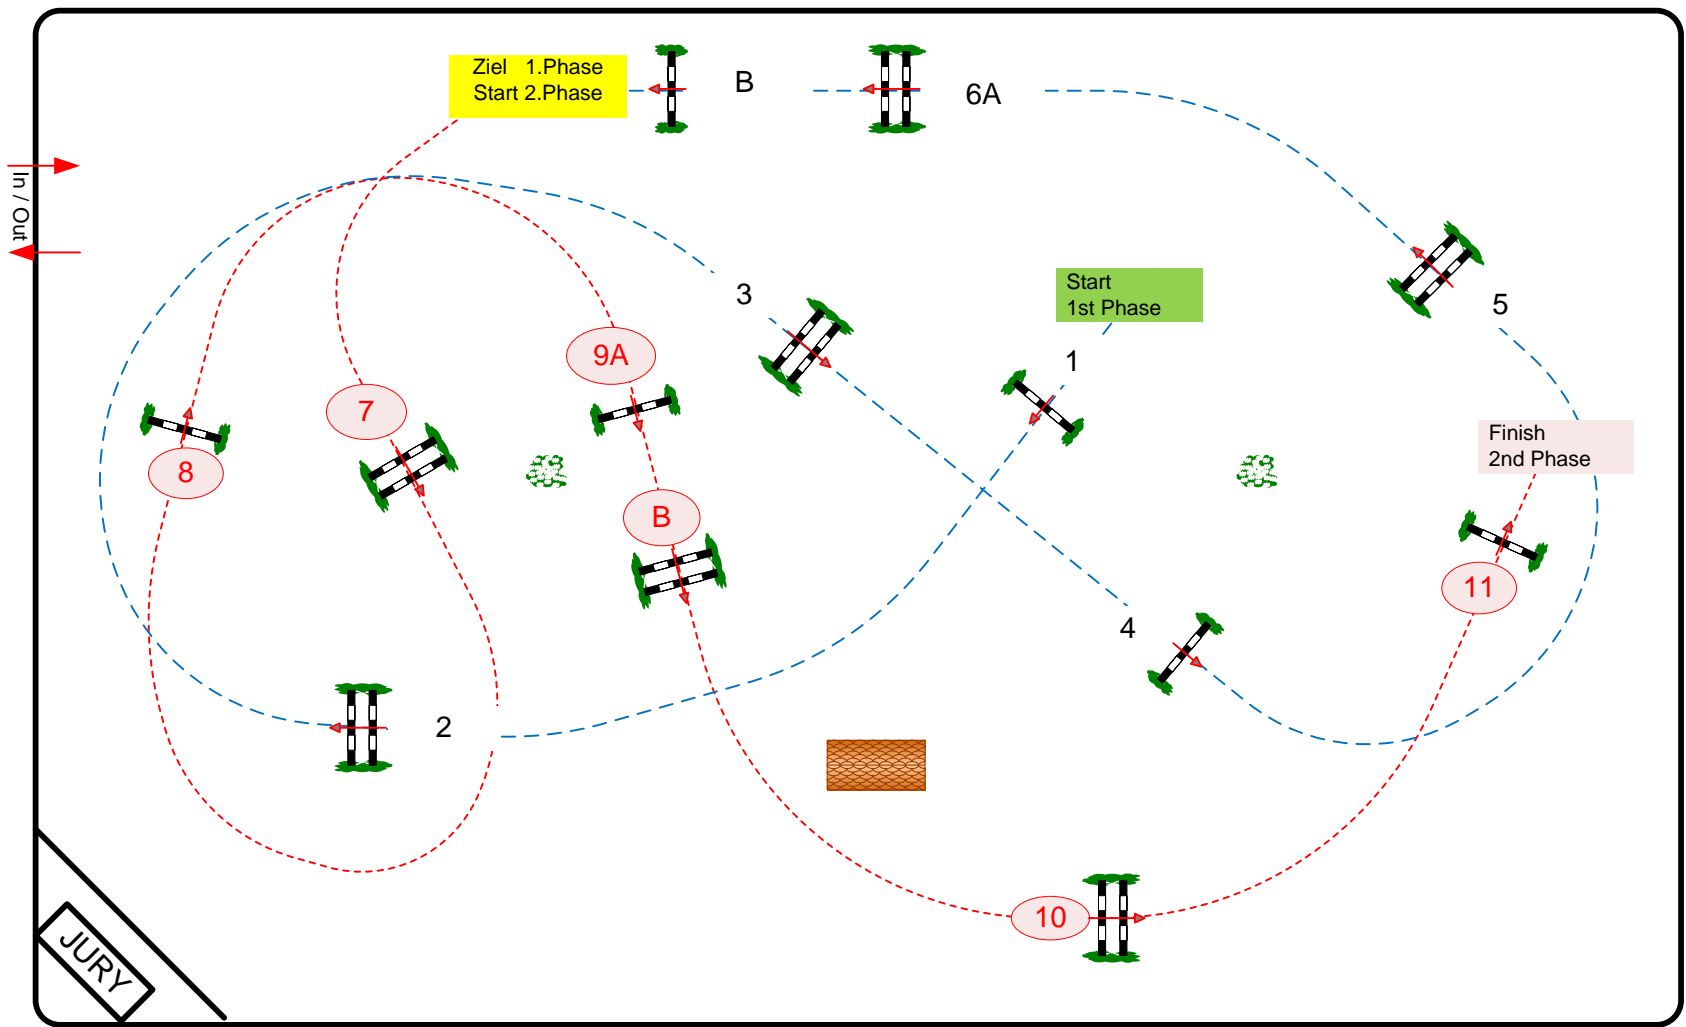 Ziel 1.Phase
Start 2.Phase
B
6A
In / Out
3
Start
1st Phase
5
1
9A
7
Finish
2nd Phase
8
B
11
4
2
10
JURY